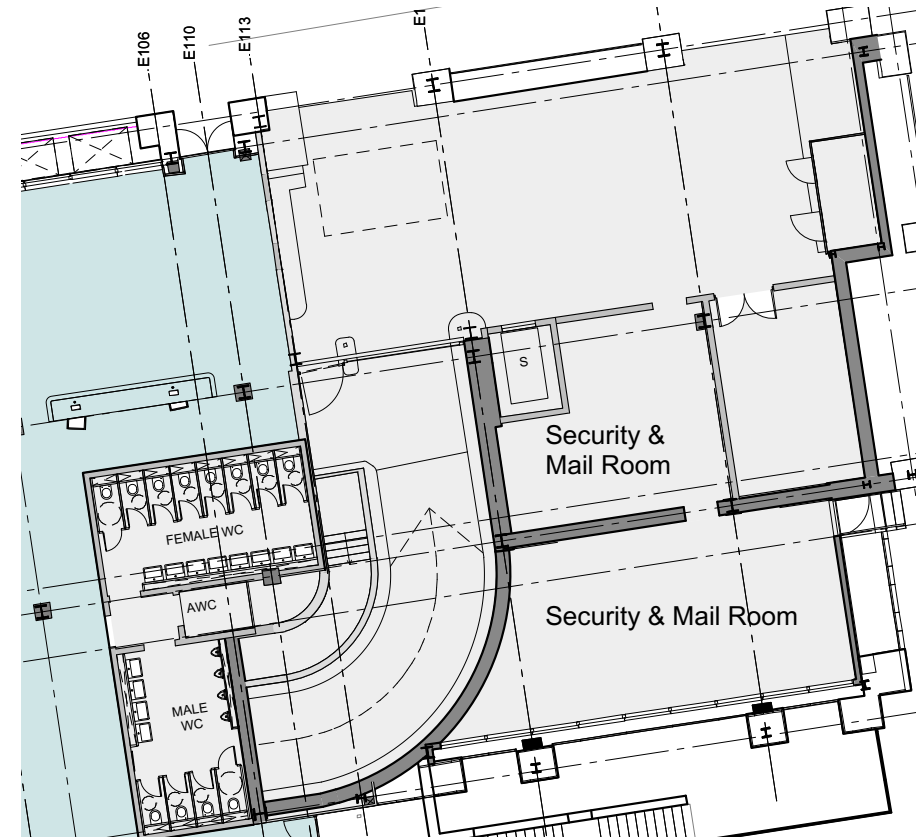 E106
E110
E113
E1
S
Security &
Mail Room
FEMALE WC
AWC
Security & Mail Room
MALE
WC